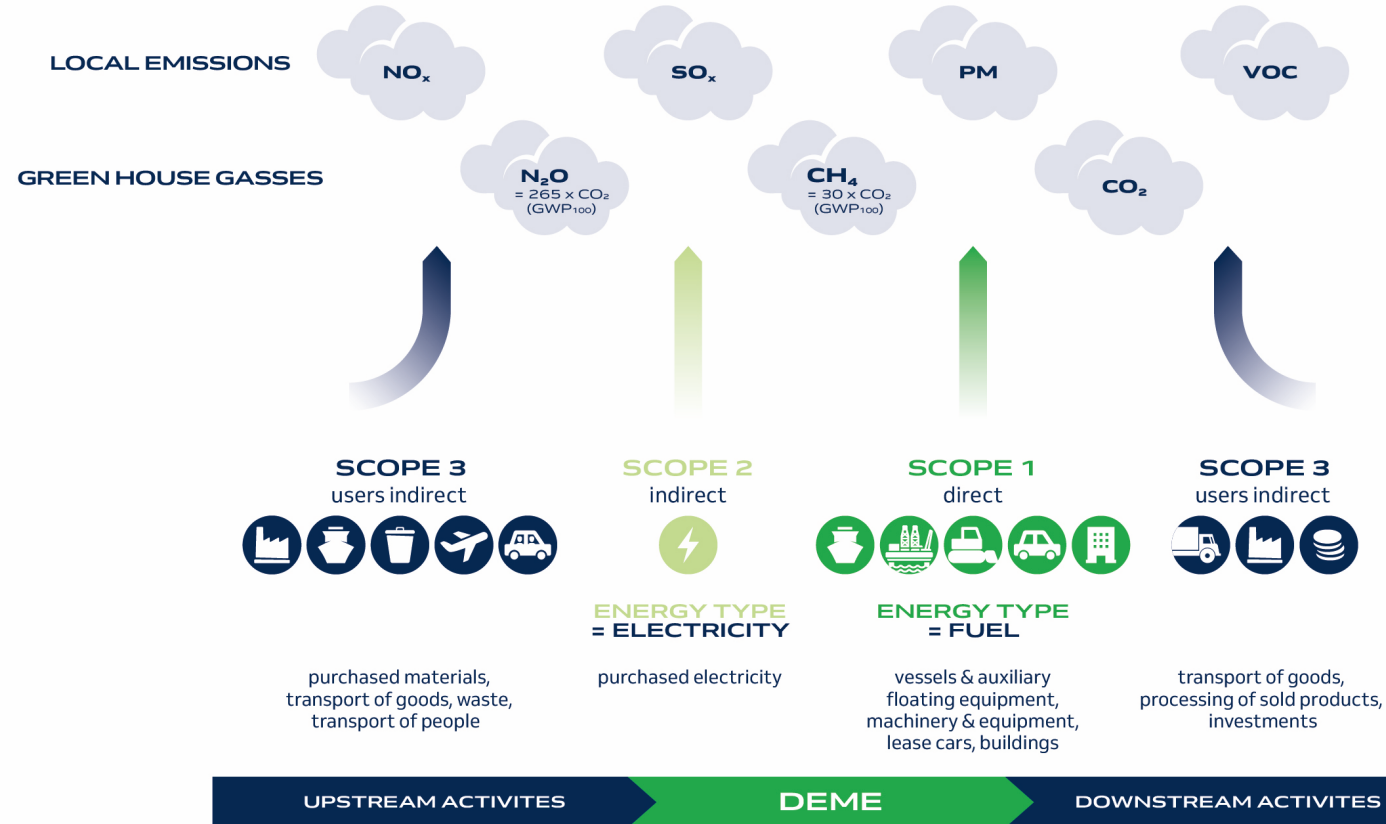 LOCAL EMISSIONS
NOₓ
SOₓ
PM
VOC
GREEN HOUSE GASSES
N₂O
= 265 x CO₂
(GWP₁₀₀)
CH₄
= 30 x CO₂
(GWP₁₀₀)
CO₂
SCOPE 3
users indirect
purchased materials,
transport of goods, waste,
transport of people
SCOPE 2
indirect
ENERGY TYPE
= ELECTRICITY
purchased electricity
SCOPE 1
direct
ENERGY TYPE
= FUEL
vessels & auxiliary
floating equipment,
machinery & equipment,
lease cars, buildings
SCOPE 3
users indirect
transport of goods,
processing of sold products,
investments
UPSTREAM ACTIVITES
DEME
DOWNSTREAM ACTIVITES